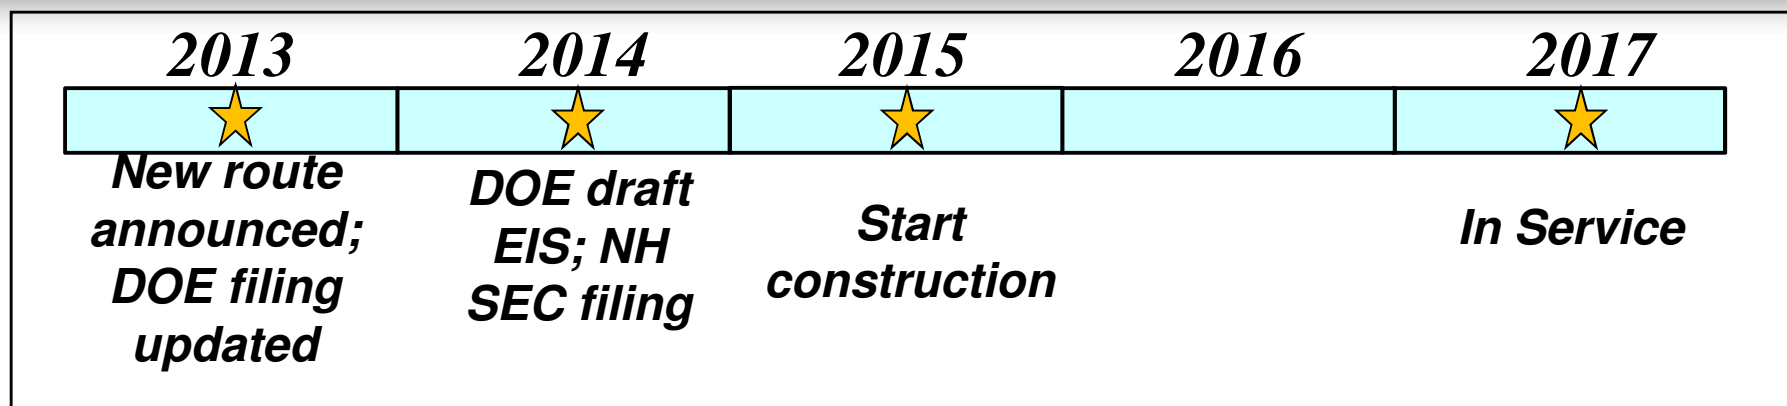 2013 2014 2015 2016 2017
New route
announced;
DOE filing
updated
DOE draft
EIS; NH
SEC filing
Start
construction
In Service